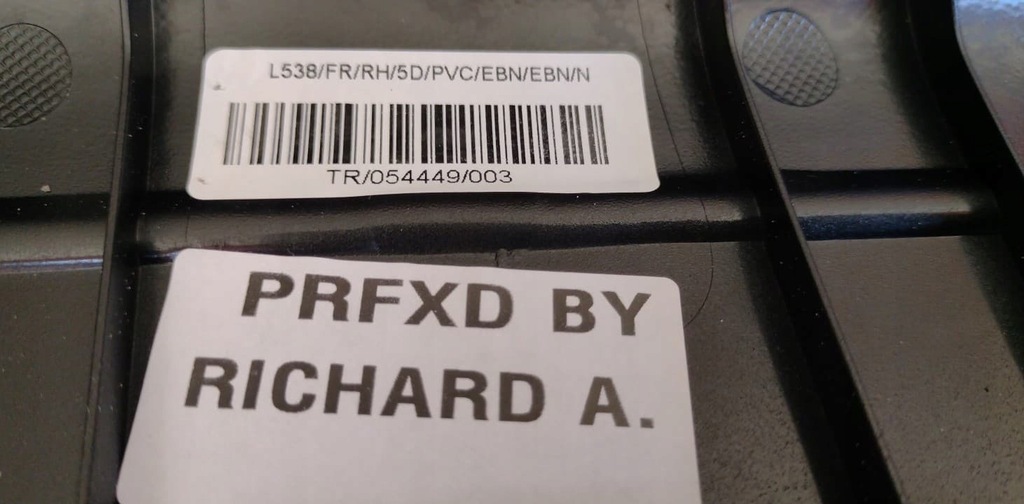 L538/FR/RH/5D/PVC/EBN/EBN/N
TR/054449/003
PRFXD BY
RICHARD A.